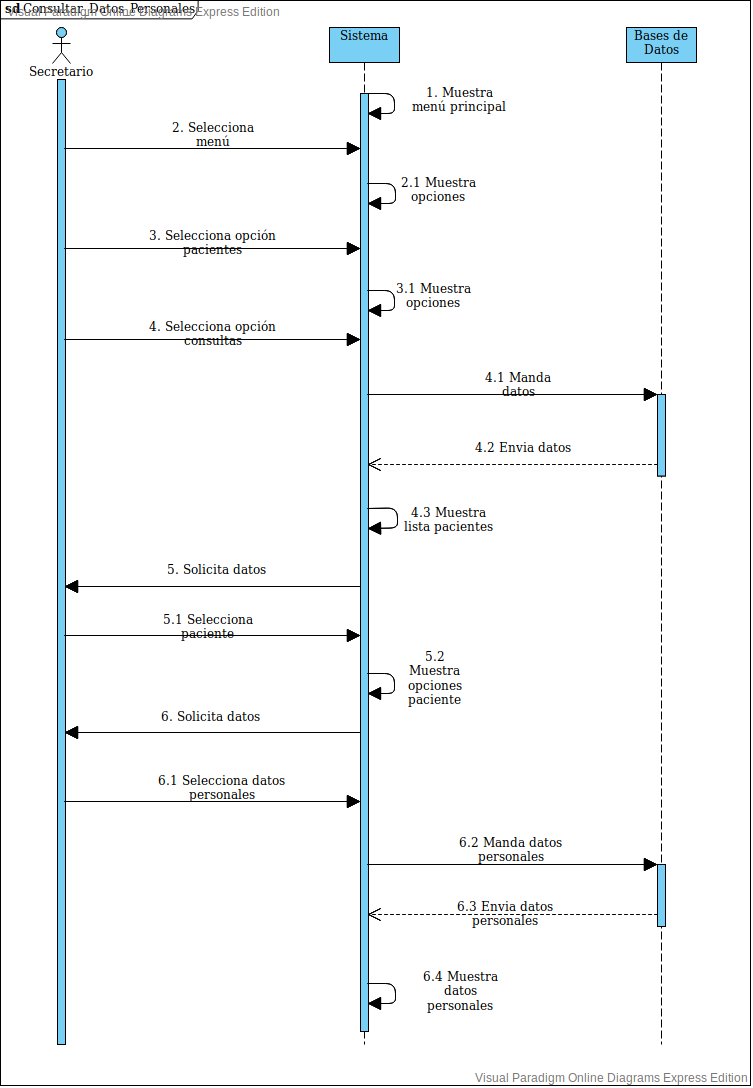 sd Consultar_Datos_Personales
Visual Paradigm Online Diagrams Express Edition
Secretario
Sistema
Bases de
Datos
1. Muestra
menú principal
2. Selecciona
menú
2.1 Muestra
opciones
3. Selecciona opción
pacientes
3.1 Muestra
opciones
4. Selecciona opción
consultas
4.1 Manda
datos
4.2 Envia datos
4.3 Muestra
lista pacientes
5. Solicita datos
5.1 Selecciona
paciente
5.2
Muestra
opciones
paciente
6. Solicita datos
6.1 Selecciona datos
personales
6.2 Manda datos
personales
6.3 Envia datos
personales
6.4 Muestra
datos
personales
Visual Paradigm Online Diagrams Express Edition